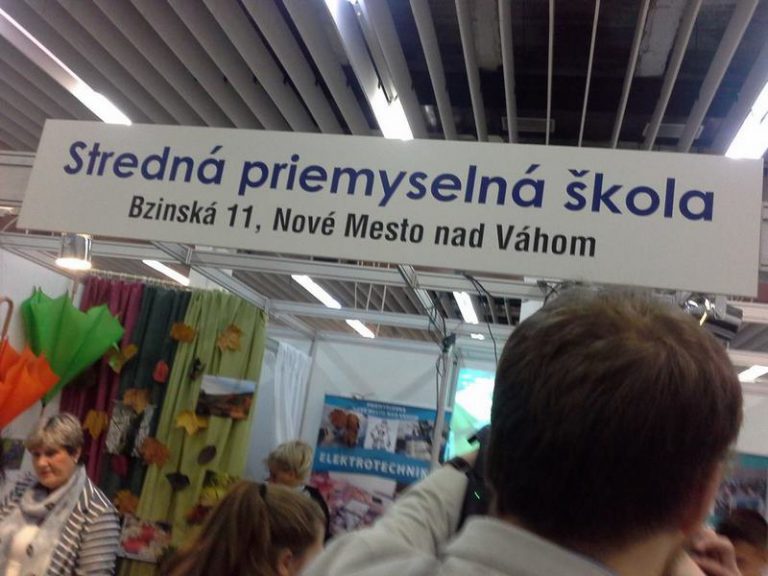 Stredná priemyselná škola
Bzinská 11, Nové Mesto nad Váhom
ELEKTROTECHNIK